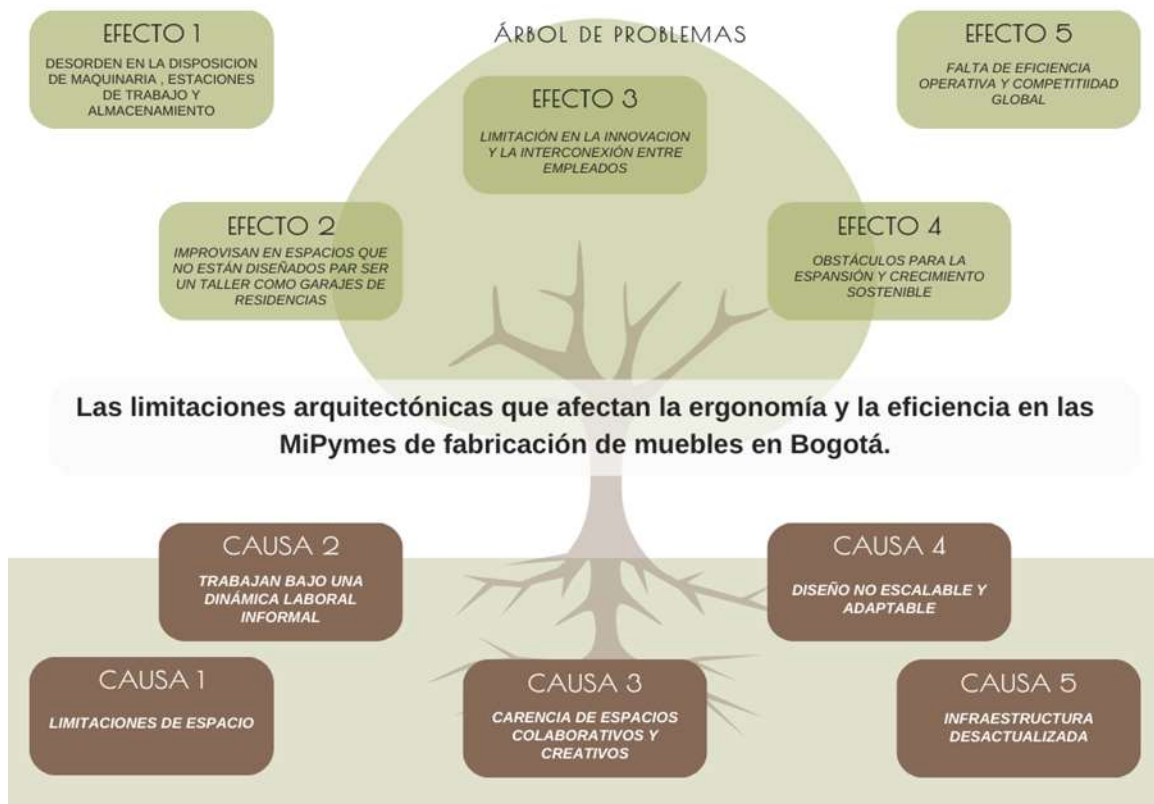 ÁRBOL DE PROBLEMAS
EFECTO 1
DESORDEN EN LA DISPOSICION
DE MAQUINARIA , ESTACIONES
DE TRABAJO Y
ALMACENAMIENTO
EFECTO 2
IMPROVISAN EN ESPACIOS QUE
NO ESTÁN DISEÑADOS PAR SER
UN TALLER COMO GARAJES DE
RESIDENCIAS
EFECTO 3
LIMITACIÓN EN LA INNOVACION
Y LA INTERCONEXIÓN ENTRE
EMPLEADOS
EFECTO 4
OBSTÁCULOS PARA LA
ESPANSIÓN Y CRECIMIENTO
SOSTENIBLE
EFECTO 5
FALTA DE EFICIENCIA
OPERATIVA Y COMPETITIIDAD
GLOBAL
Las limitaciones arquitectónicas que afectan la ergonomía y la eficiencia en las
MiPymes de fabricación de muebles en Bogotá.
CAUSA 1
LIMITACIONES DE ESPACIO
CAUSA 2
TRABAJAN BAJO UNA
DINÁMICA LABORAL
INFORMAL
CAUSA 3
CARENCIA DE ESPACIOS
COLABORATIVOS Y
CREATIVOS
CAUSA 4
DISEÑO NO ESCALABLE Y
ADAPTABLE
CAUSA 5
INFRAESTRUCTURA
DESACTUALIZADA